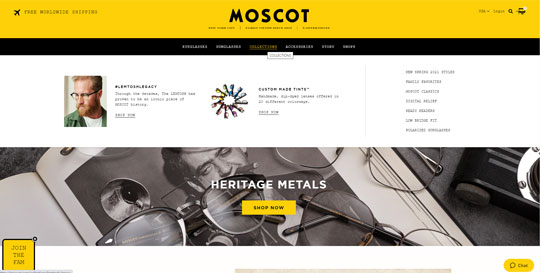 FREE WORLDWIDE SHIPPING
MOSCOT
USA
login
EYEGLASSES
SUNGLASSES
COLLECTIONS
ACCESSORIES
STORY
SHOPS
COLLECTIONS
#LEMTOSHLEGACY
Through the decades, The LEMTOSH has
proven to be an iconic piece of
MOSCOT history.
SHOP NOW
CUSTOM MADE TINTS™
Handmade, dip-dyed lenses offered in
20 different colorways.
SHOP NOW
NEW SPRING 2021 STYLES
FAMILY FAVORITES
MOSCOT CLASSICS
DIGITAL RELIEF
READY READERS
LOW BRIDGE FIT
POLARIZED SUNGLASSES
HERITAGE METALS
SHOP NOW
JOIN
THE
FAM
Chat